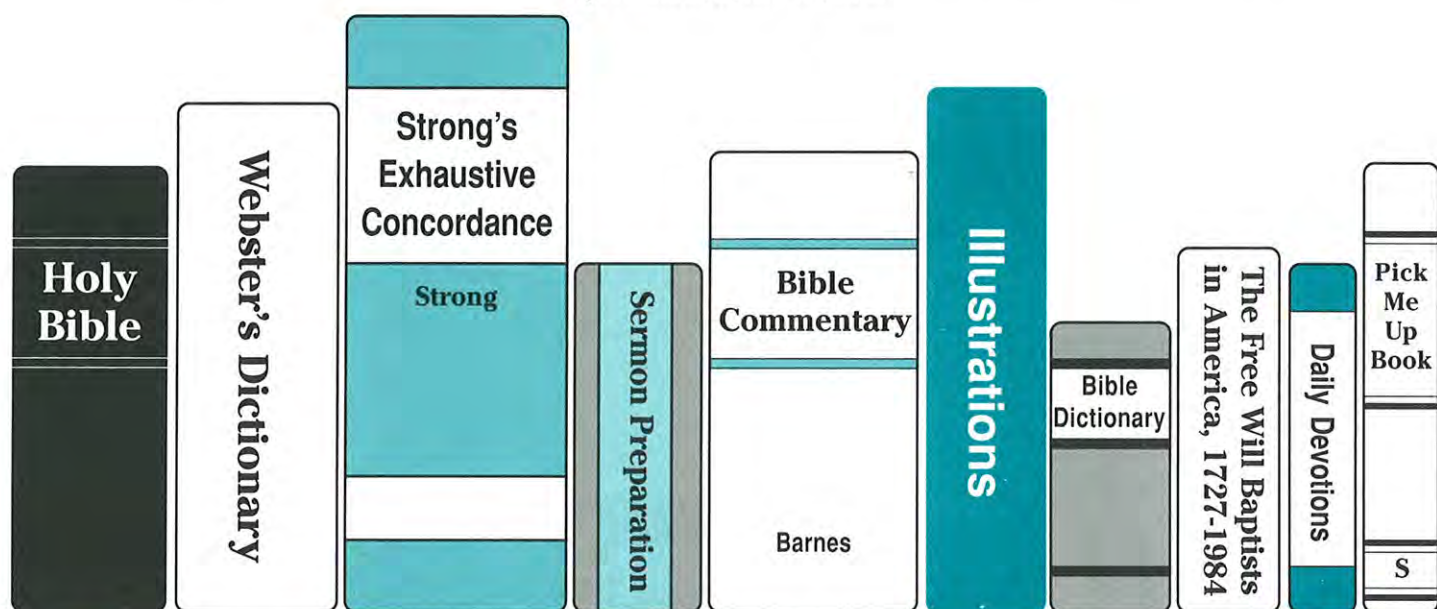 Holy
Bible
Webster's Dictionary
Strong's
Exhaustive
Concordance
Strong
Sermon Preparation
Bible
Commentary
Barnes
Illustrations
Bible
Dictionary
The Free Will Baptists
in America, 1727-1984
Daily Devotions
Pick
Me
Up
Book
S